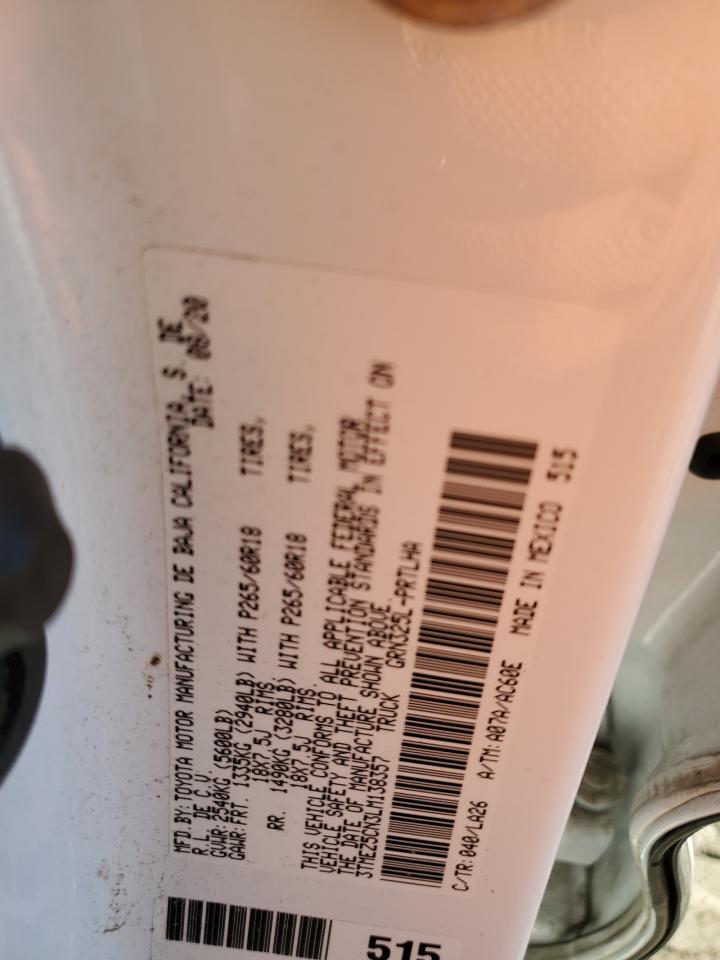 MFD. BY: TOYOTA MOTOR MANUFACTURING DE BAJA CALIFORNIA, S. DE
R. L. DE C. V. DATE: 08/20
GVWR: 2540KG (5600LB)
GAWR: FRT. 1335KG (2940LB) WITH P265/60R18 TIRES,
18X7.5J RIMS,
RR. 1490KG (3280LB) WITH P265/60R18 TIRES,
18X7.5J RIMS,
THIS VEHICLE CONFORMS TO ALL APPLICABLE FEDERAL MOTOR
VEHICLE SAFETY AND THEFT PREVENTION STANDARDS IN EFFECT ON
THE DATE OF MANUFACTURE SHOWN ABOVE.
3TMEZ5CN3LM138357 TRUCK GRN325L-PRTLHA
C/TR: 040/LA26 A/TM: A07A/AC60E MADE IN MEXICO 515
515